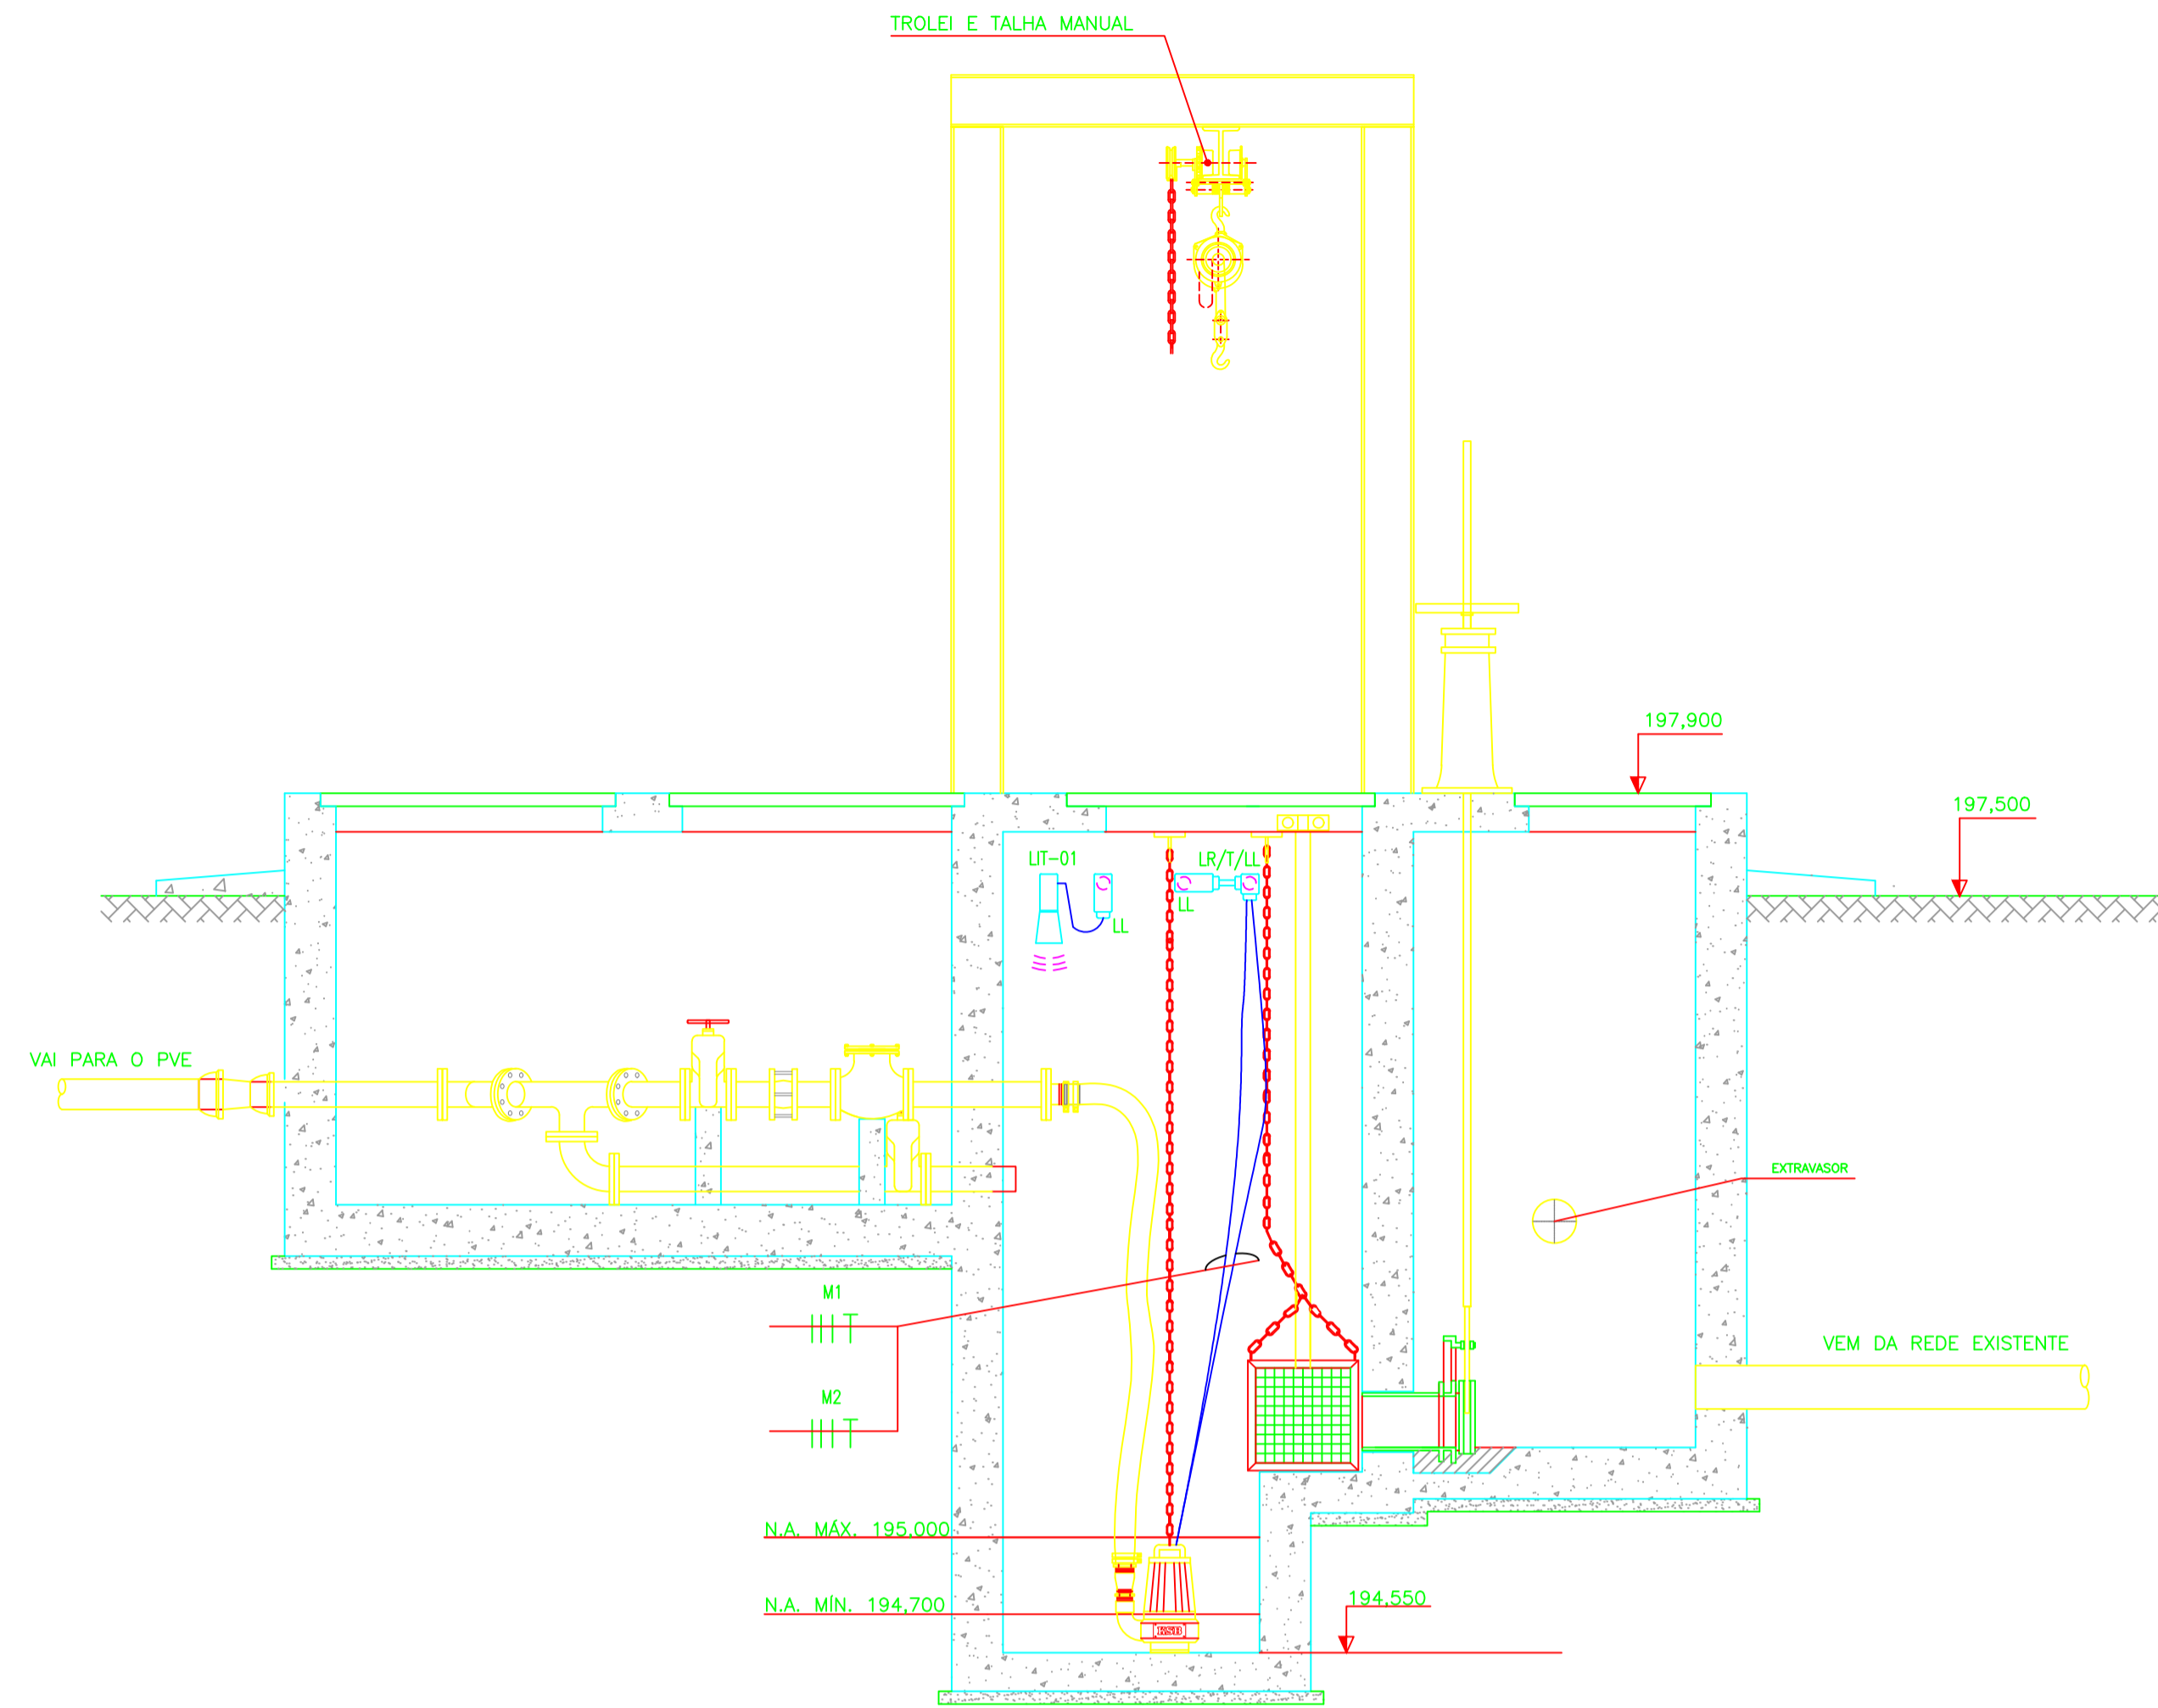 TROLEI E TALHA MANUAL
197,900
197,500
LIT-01
LR/T/LL
LL
LL
VAI PARA O PVE
EXTRAVASOR
M1
VEM DA REDE EXISTENTE
M2
N.A. MÁX. 195,000
N.A. MÍN. 194,700
194,550
KSB